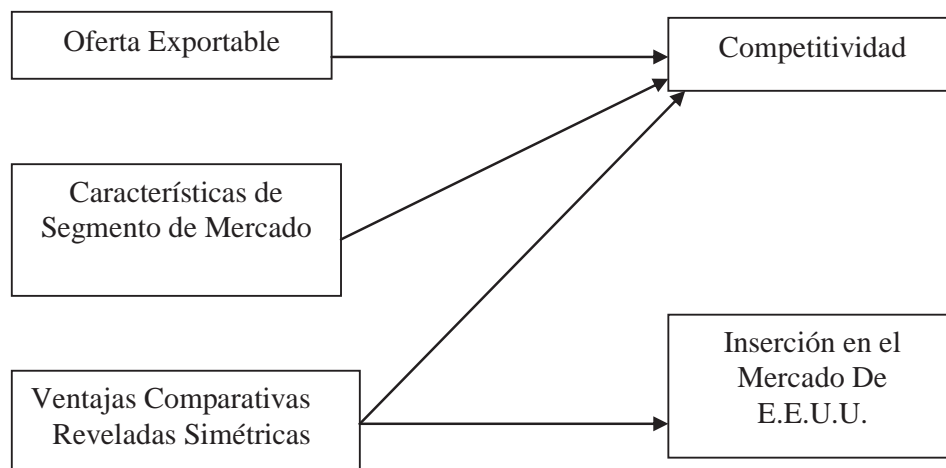 Oferta Exportable
Competitividad
Características de
Segmento de Mercado
Inserción en el
Mercado De
E.E.U.U.
Ventajas Comparativas
Reveladas Simétricas